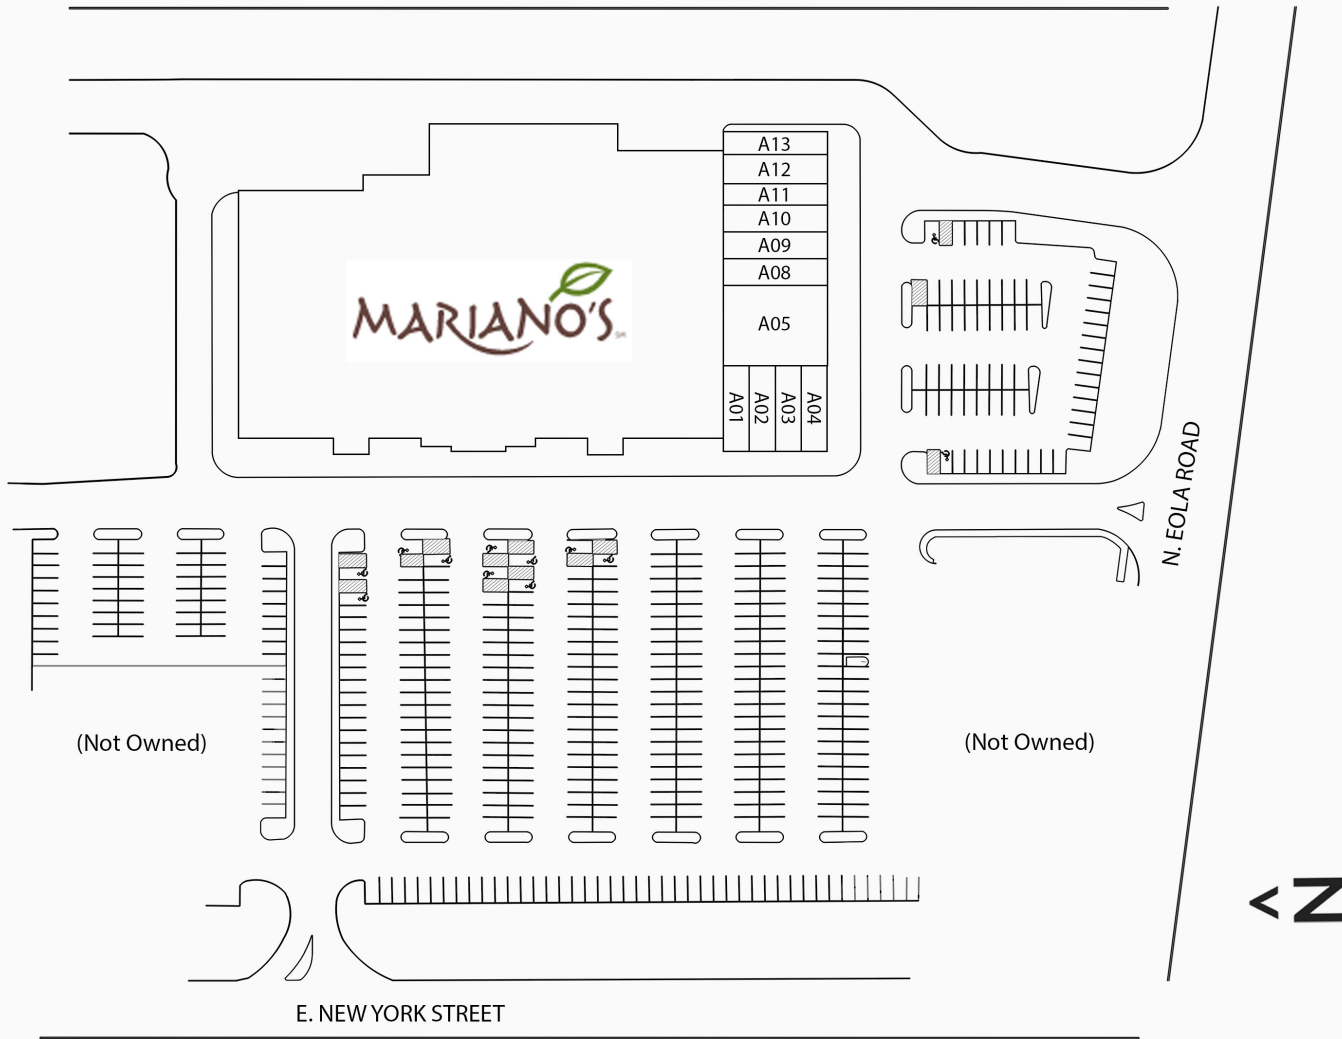 A13
A12
A11
A10
A09
A08
A05
A01
A02
A03
A04
MARIANO'S
N. EOLA ROAD
(Not Owned)
(Not Owned)
E. NEW YORK STREET
< N